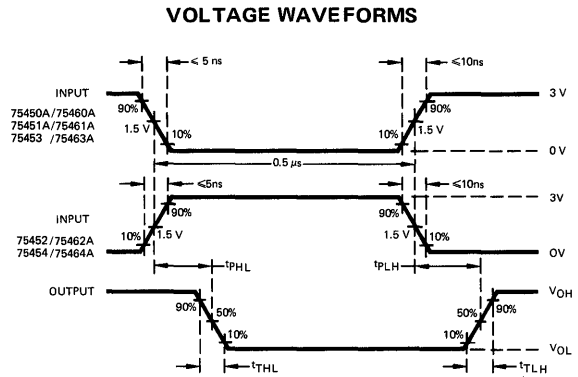 VOLTAGE WAVEFORMS
≤ 5 ns
≤10ns
INPUT
75450A/75460A
75451A/75461A
75453 /75463A
90%
1.5 V
10%
10%
90%
1.5 V
3 V
0 V
0.5 μs
≤5ns
≤10ns
INPUT
75452/75462A
75454/75464A
10%
90%
1.5 V
90%
1.5 V
10%
3V
0V
tPHL
tPLH
OUTPUT
90%
50%
10%
50%
10%
90%
VOH
VOL
tTHL
tTLH